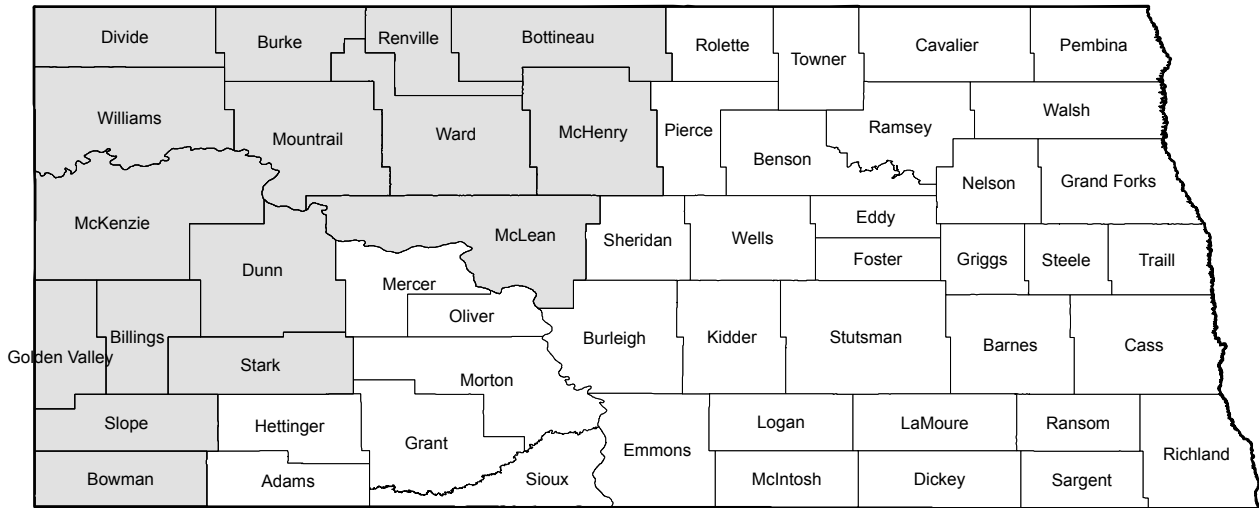 Divide
Burke
Renville
Bottineau
Rolette
Towner
Cavalier
Pembina
Williams
Mountrail
Ward
McHenry
Pierce
Benson
Ramsey
Walsh
Nelson
Grand Forks
McKenzie
Dunn
McLean
Sheridan
Wells
Eddy
Foster
Griggs
Steele
Traill
Mercer
Oliver
Golden Valley
Billings
Stark
Morton
Burleigh
Kidder
Stutsman
Barnes
Cass
Slope
Hettinger
Grant
Emmons
Logan
LaMoure
Ransom
Richland
Bowman
Adams
Sioux
McIntosh
Dickey
Sargent